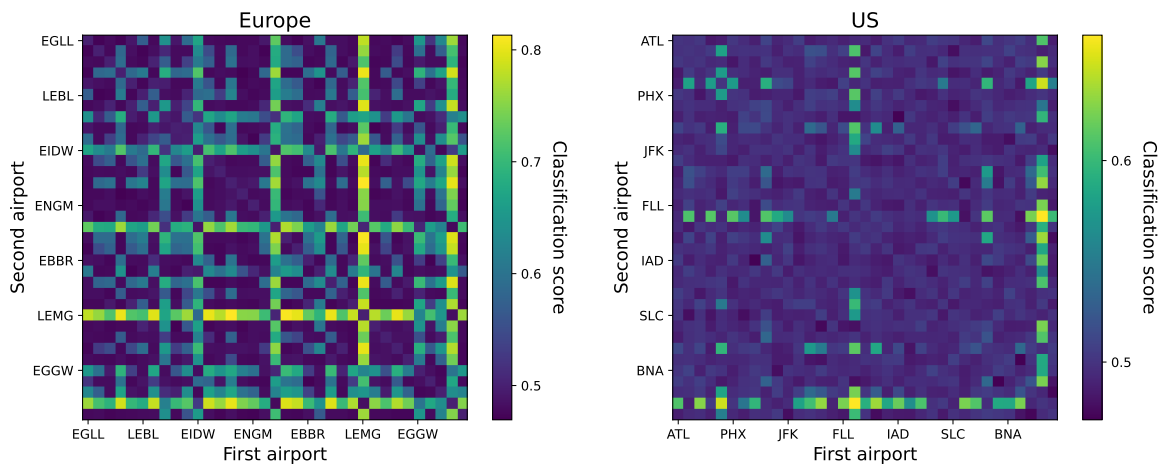 Europe
EGLL
LEBL
EIDW
ENGM
EBBR
LEMG
EGGW
Second airport
EGLL LEBL EIDW ENGM EBBR LEMG EGGW
First airport
0.8
0.7
0.6
0.5
Classification score
US
ATL
PHX
JFK
FLL
IAD
SLC
BNA
Second airport
ATL PHX JFK FLL IAD SLC BNA
First airport
0.6
0.5
Classification score